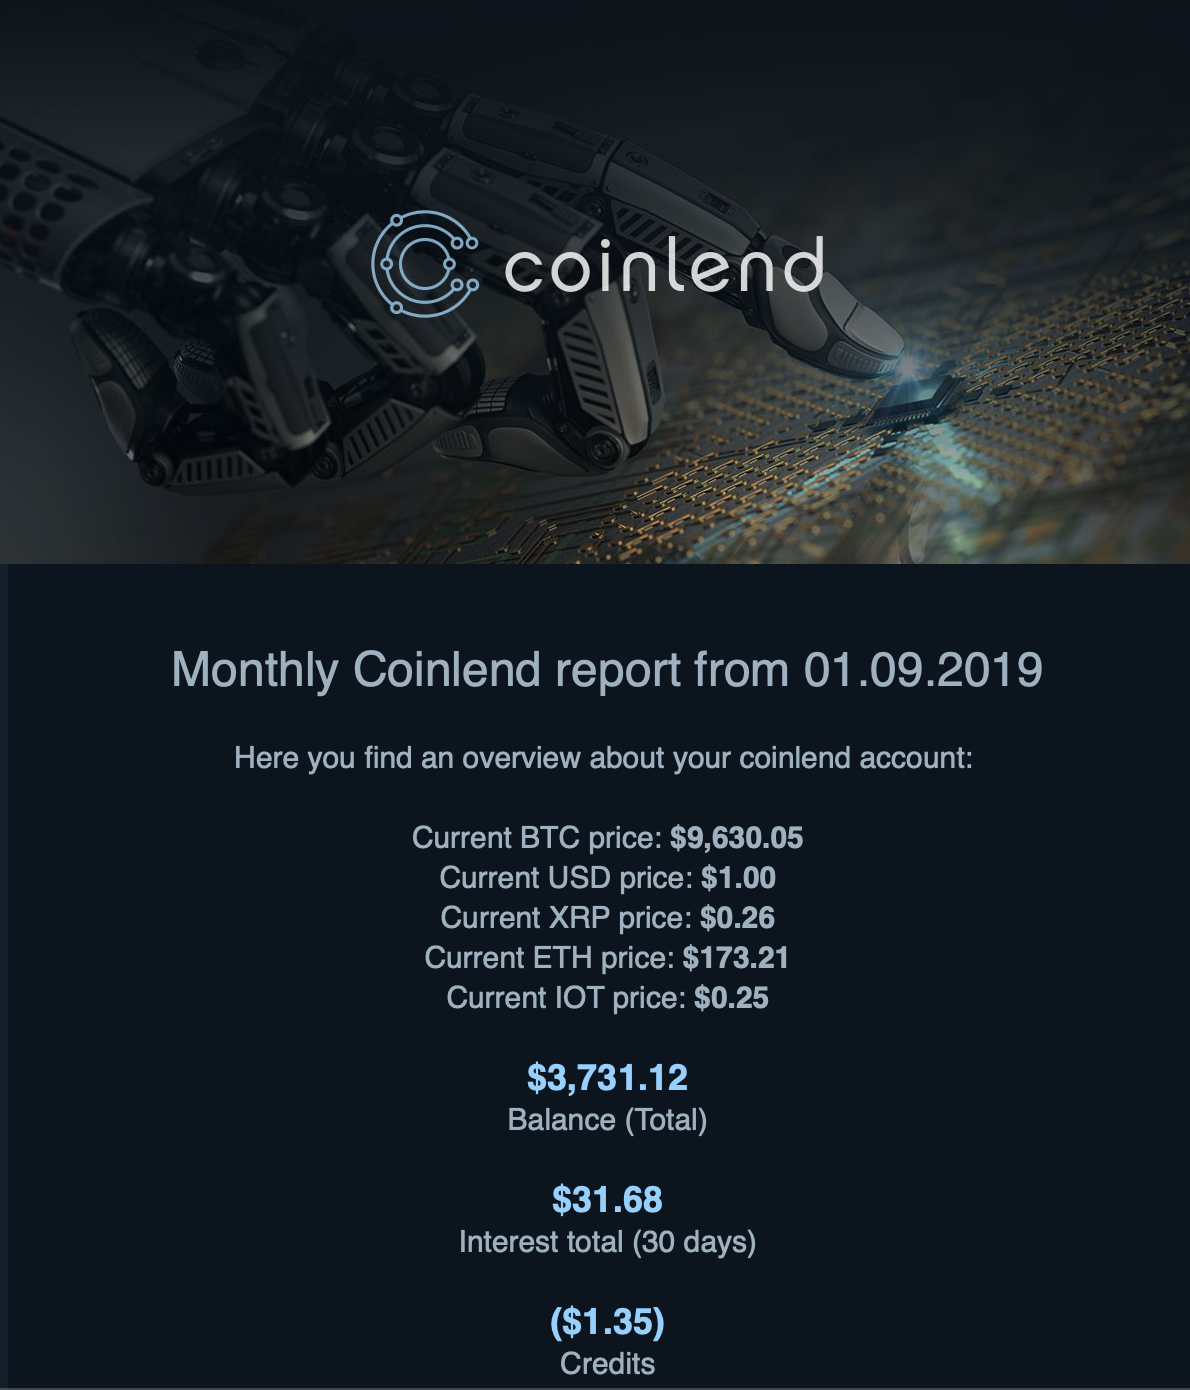 coinlend
Monthly Coinlend report from 01.09.2019
Here you find an overview about your coinlend account:
Current BTC price: $9,630.05
Current USD price: $1.00
Current XRP price: $0.26
Current ETH price: $173.21
Current IOT price: $0.25
$3,731.12
Balance (Total)
$31.68
Interest total (30 days)
($1.35)
Credits